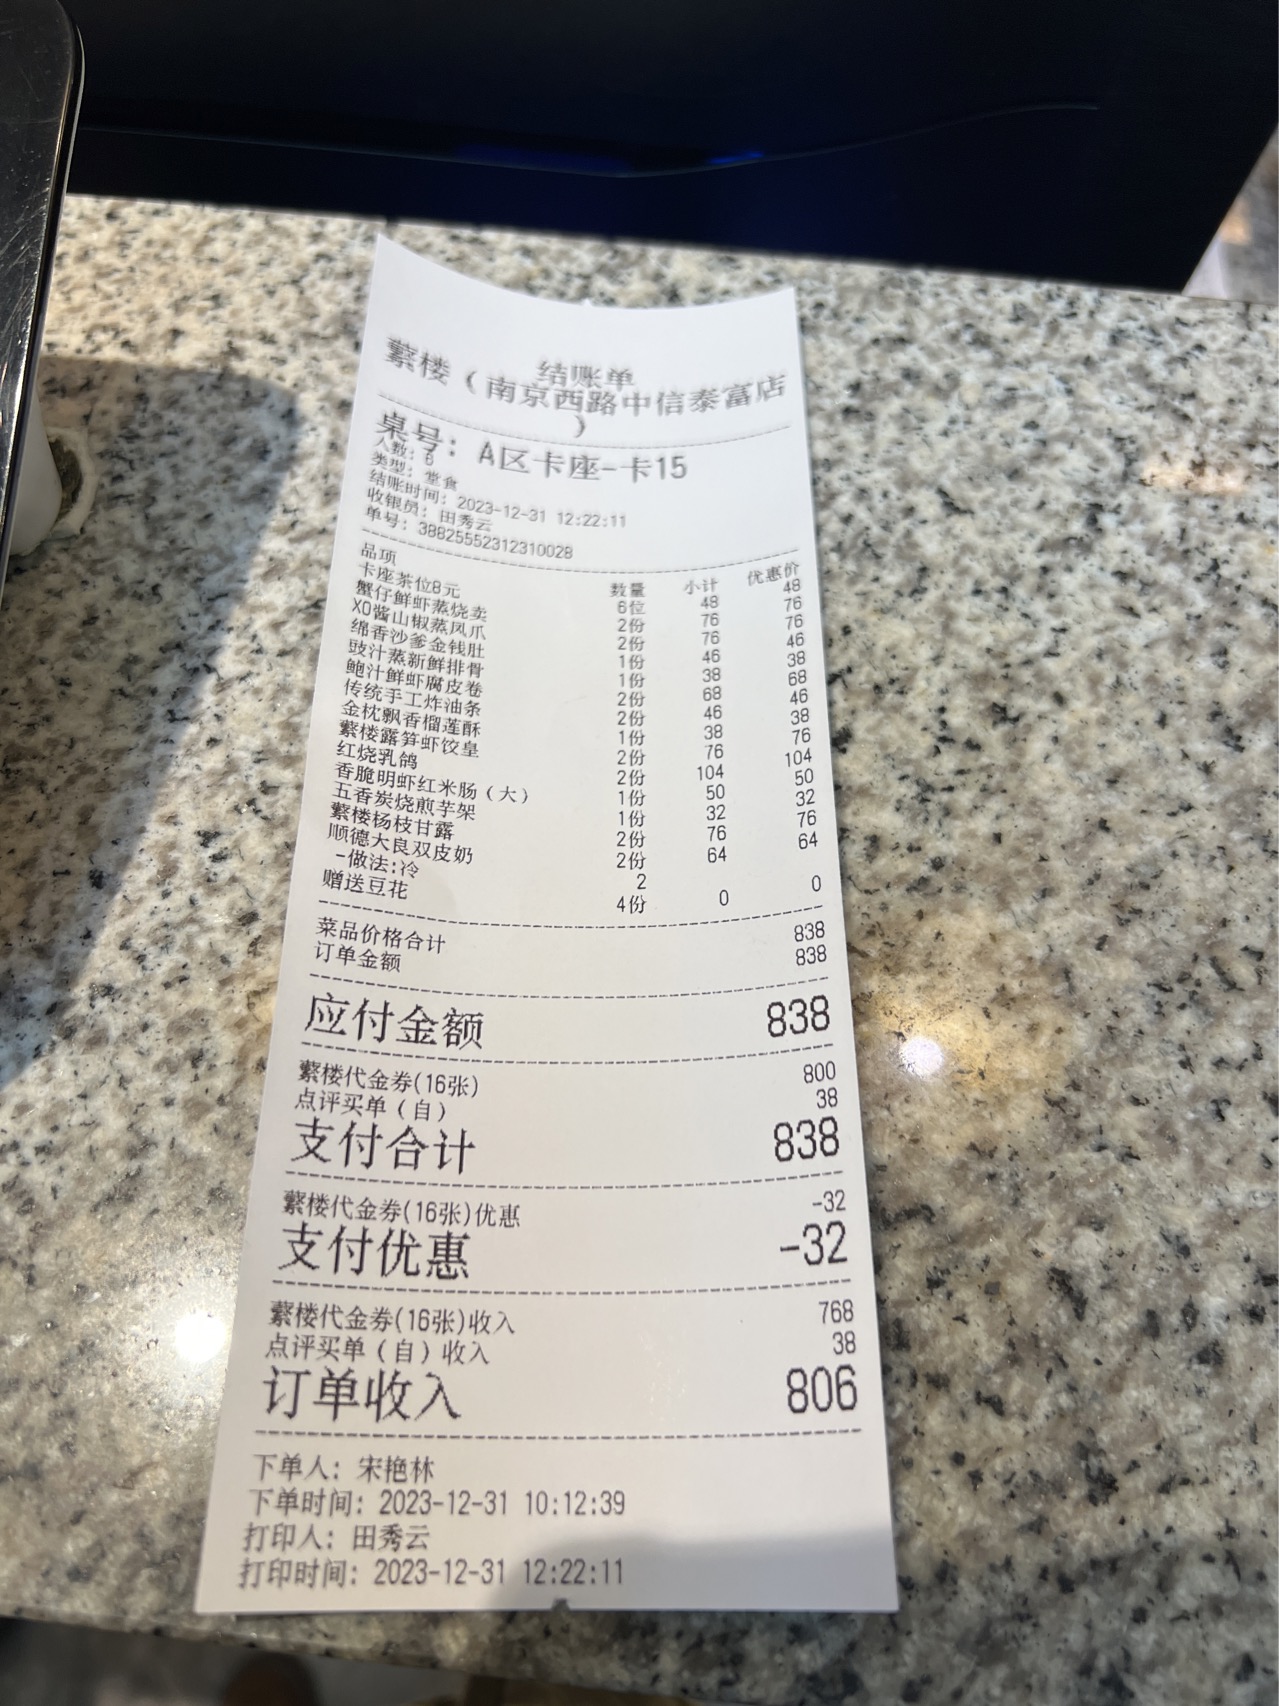 结账单
蘩楼（南京西路中信泰富店
）
桌号：A区卡座-卡15
人数：6
类型：堂食
结账时间：2023-12-31 12:22:11
收银员：田秀云
单号：38825552312310028
品项 数量 小计 优惠价
卡座茶位8元 6位 48 48
蟹仔鲜虾蒸烧卖 2份 76 76
XO酱山椒蒸凤爪 2份 76 76
绵香沙爹金钱肚 1份 46 46
豉汁蒸新鲜排骨 1份 38 38
鲍汁鲜虾腐皮卷 2份 68 68
传统手工炸油条 2份 46 46
金枕飘香榴莲酥 1份 38 38
蘩楼露笋虾饺皇 2份 76 76
红烧乳鸽 2份 104 104
香脆明虾红米肠（大） 1份 50 50
五香炭烧煎芋架 1份 32 32
蘩楼杨枝甘露 2份 76 76
顺德大良双皮奶 2份 64 64
-做法:冷 2
赠送豆花 4份 0 0
菜品价格合计 838
订单金额 838
应付金额 838
蘩楼代金券(16张) 800
点评买单（自） 38
支付合计 838
蘩楼代金券(16张)优惠 -32
支付优惠 -32
蘩楼代金券(16张)收入 768
点评买单（自）收入 38
订单收入 806
下单人：宋艳林
下单时间：2023-12-31 10:12:39
打印人：田秀云
打印时间：2023-12-31 12:22:11